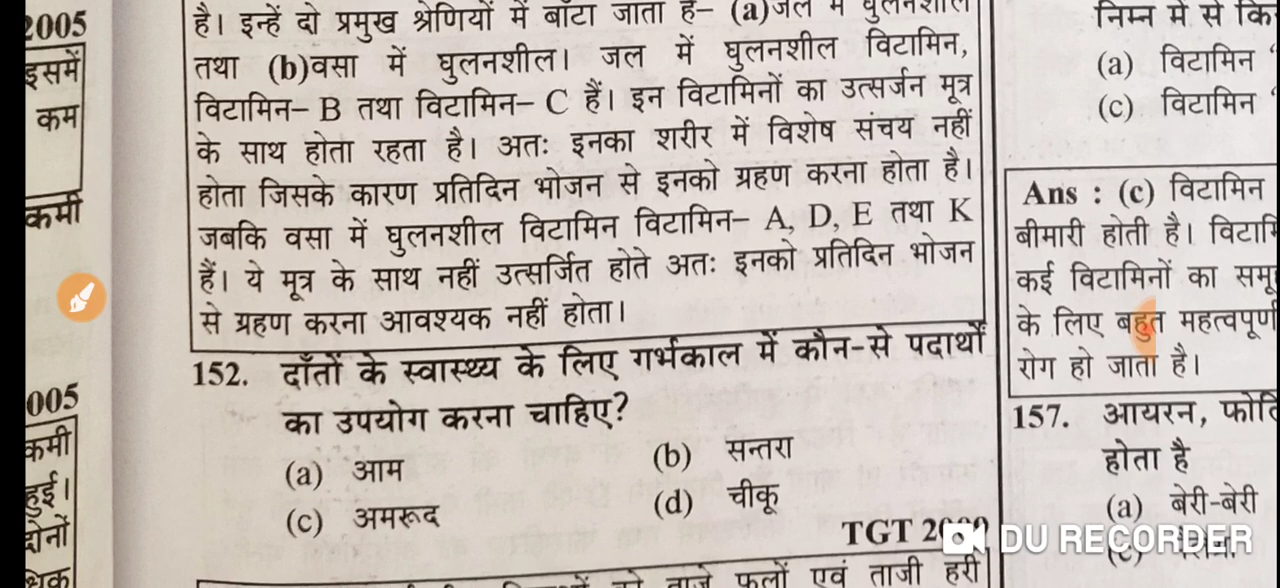 2005
इसमें
कम
कमी
005
कमी
हुई।
दोनों
है। इन्हें दो प्रमुख श्रेणियों में बाँटा जाता है– (a)जल में घुलनशील
तथा (b)वसा में घुलनशील। जल में घुलनशील विटामिन,
विटामिन– B तथा विटामिन– C हैं। इन विटामिनों का उत्सर्जन मूत्र
के साथ होता रहता है। अतः इनका शरीर में विशेष संचय नहीं
होता जिसके कारण प्रतिदिन भोजन से इनको ग्रहण करना होता है।
जबकि वसा में घुलनशील विटामिन विटामिन– A, D, E तथा K
हैं। ये मूत्र के साथ नहीं उत्सर्जित होते अतः इनको प्रतिदिन भोजन
से ग्रहण करना आवश्यक नहीं होता।
152. दाँतों के स्वास्थ्य के लिए गर्भकाल में कौन-से पदार्थों
का उपयोग करना चाहिए?
(a) आम (b) सन्तरा
(c) अमरूद (d) चीकू
TGT
ताजे फलों एवं ताजी हरी
निम्न में से
(a) विटामिन
(c) विटामिन
Ans : (c) विटामिन
बीमारी होती है।
कई विटामिनों का
के लिए बहुत महत्वपूर्ण
रोग हो जाता है।
157. आयरन,
होता है
(a) बेरी-बेरी
(c)
DU RECORDER